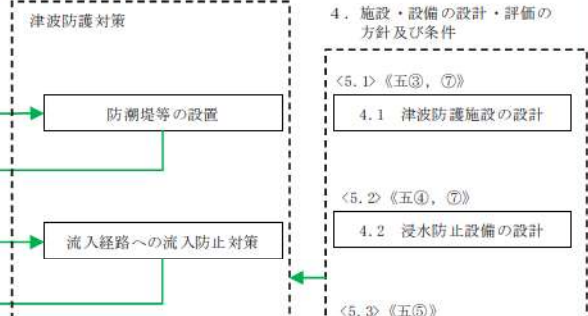 津波防護対策
防潮堤等の設置
流入経路への流入防止対策
4．施設・設備の設計・評価の
方針及び条件
<5.1>《五③，⑦》
4.1 津波防護施設の設計
<5.2>《五④，⑦》
4.2 浸水防止設備の設計
<5.3>《五⑤》